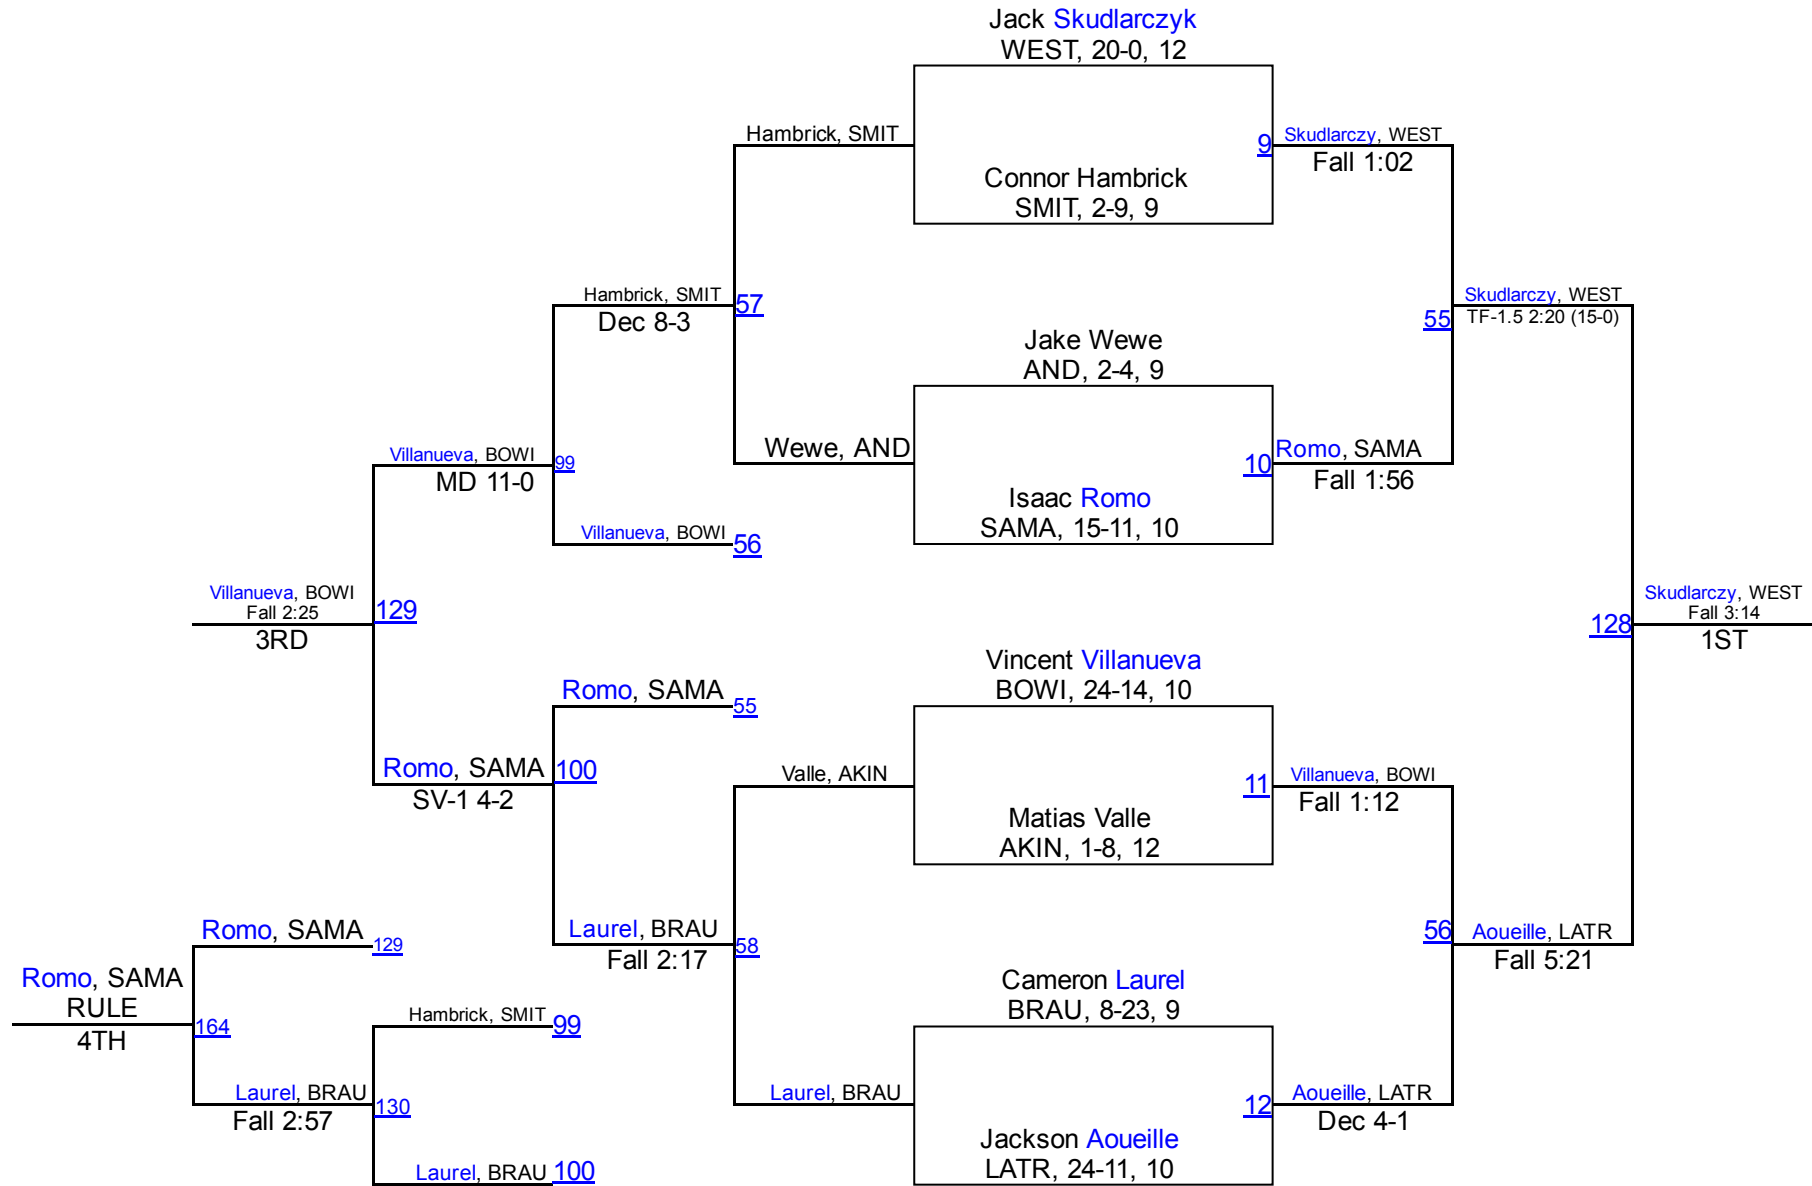 Jack Skudlarczyk
WEST, 20-0, 12
Hambrick, SMIT
9
Skudlarczy, WEST
Fall 1:02
Connor Hambrick
SMIT, 2-9, 9
Hambrick, SMIT
Dec 8-3
57
55
Skudlarczy, WEST
TF-1.5 2:20 (15-0)
Jake Wewe
AND, 2-4, 9
Villanueva, BOWI
MD 11-0
99
Wewe, AND
10
Romo, SAMA
Fall 1:56
Isaac Romo
SAMA, 15-11, 10
Villanueva, BOWI
56
Villanueva, BOWI
Fall 2:25
3RD
129
128
Skudlarczy, WEST
Fall 3:14
1ST
Vincent Villanueva
BOWI, 24-14, 10
Romo, SAMA
55
Romo, SAMA
SV-1 4-2
100
Valle, AKIN
11
Villanueva, BOWI
Fall 1:12
Matias Valle
AKIN, 1-8, 12
Romo, SAMA
129
Laurel, BRAU
Fall 2:17
58
56
Aoueille, LATR
Fall 5:21
Romo, SAMA
RULE
4TH
164
Cameron Laurel
BRAU, 8-23, 9
Hambrick, SMIT
99
Laurel, BRAU
Fall 2:57
130
Laurel, BRAU
12
Aoueille, LATR
Dec 4-1
Jackson Aoueille
LATR, 24-11, 10
Laurel, BRAU
100